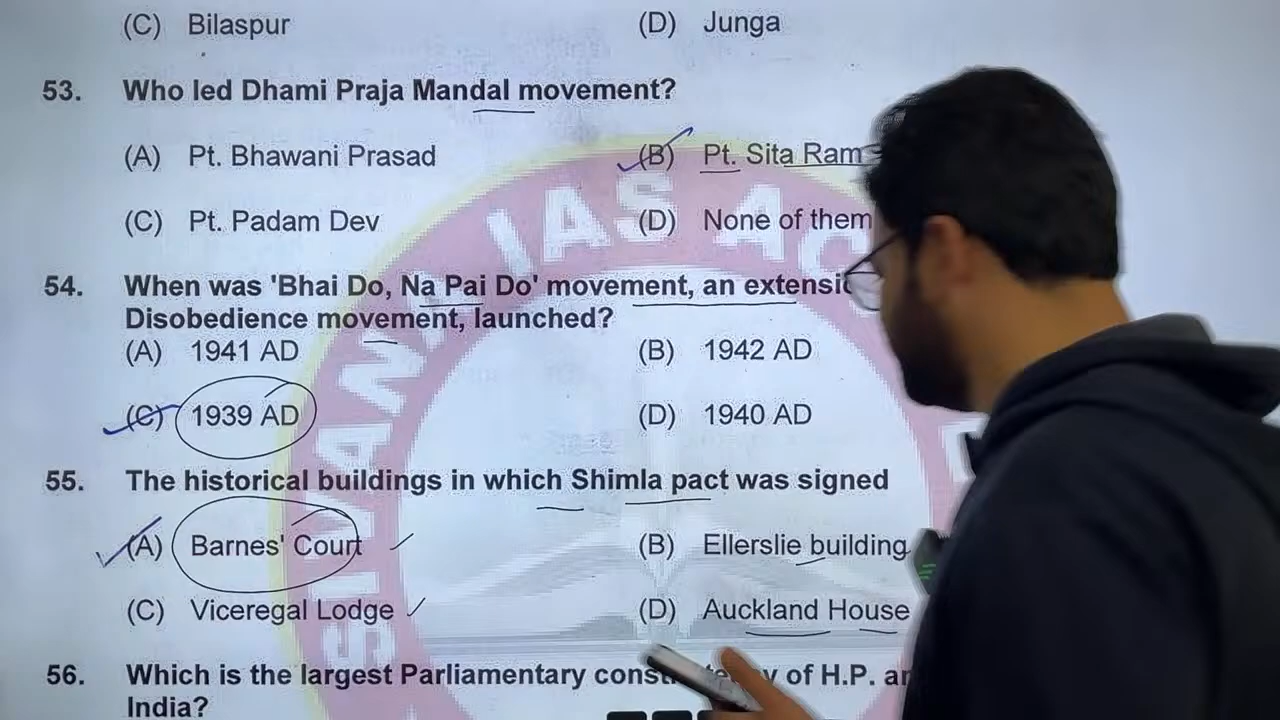 (C) Bilaspur (D) Junga
53. Who led Dhami Praja Mandal movement?
(A) Pt. Bhawani Prasad (B) Pt. Sita Ram
(C) Pt. Padam Dev (D) None of them
54. When was 'Bhai Do, Na Pai Do' movement, an
Disobedience movement, launched?
(A) 1941 AD (B) 1942 AD
(C) 1939 AD (D) 1940 AD
55. The historical buildings in which Shimla pact was signed
(A) Barnes' Court (B) Ellerslie building
(C) Viceregal Lodge (D) Auckland House
56. Which is the largest Parliamentary of H.P.
India?
IAS